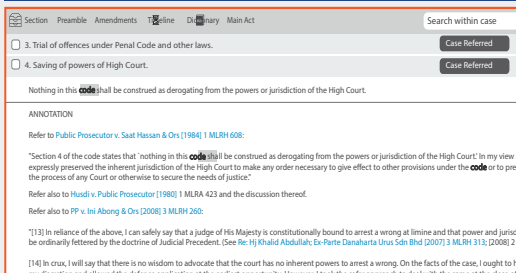 Section Preamble Amendments Timeline Dictionary Main Act Search within case
3. Trial of offences under Penal Code and other laws. Case Referred
4. Saving of powers of High Court. Case Referred
Nothing in this code shall be construed as derogating from the powers or jurisdiction of the High Court.
ANNOTATION
Refer to Public Prosecutor v. Saat Hassan & Ors [1984] 1 MLRH 608:
"Section 4 of the code states that `nothing in this code shall be construed as derogating from the powers or jurisdiction of the High Court.' In my view
expressly preserved the inherent jurisdiction of the High Court to make any order necessary to give effect to other provisions under the code or to pre
the process of any Court or otherwise to secure the needs of justice."
Refer also to Husdi v. Public Prosecutor [1980] 1 MLRA 423 and the discussion thereof.
Refer also to PP v. Ini Abong & Ors [2008] 3 MLRH 260:
"[13] In reliance of the above, I can safely say that a judge of His Majesty is constitutionally bound to arrest a wrong at limine and that power and jurisd
be ordinarily fettered by the doctrine of Judicial Precedent. (See Re: Hj Khalid Abdullah; Ex-Parte Danaharta Urus Sdn Bhd [2007] 3 MLRH 313; [2008] 2
[14] In crux, I will say that there is no wisdom to advocate that the court has no inherent powers to arrest a wrong. On the facts of the case, I ought to h